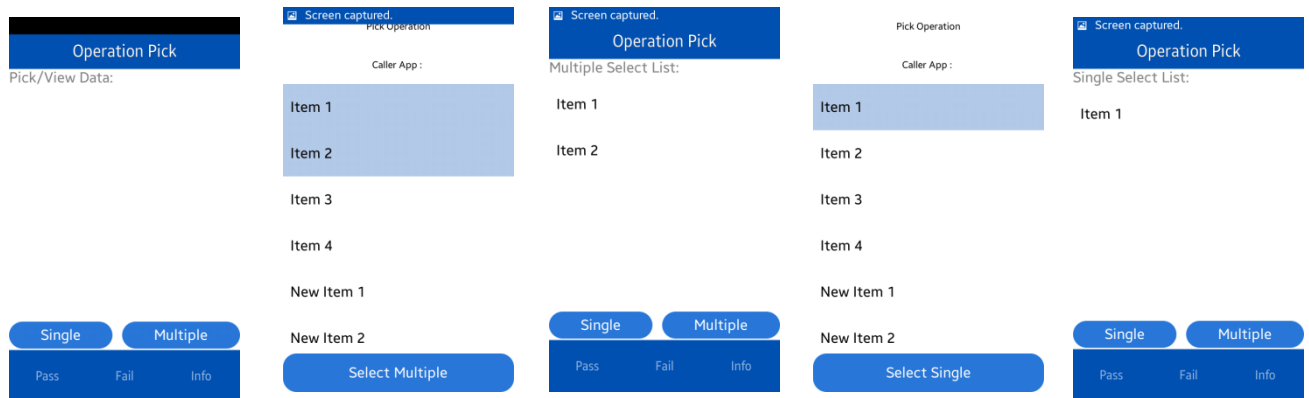 Operation Pick
Pick/View Data:
Single
Multiple
Pass
Fail
Info
Screen captured.
Pick Operation
Caller App :
Item 1
Item 2
Item 3
Item 4
New Item 1
New Item 2
Select Multiple
Screen captured.
Operation Pick
Multiple Select List:
Item 1
Item 2
Single
Multiple
Pass
Fail
Info
Pick Operation
Caller App :
Item 1
Item 2
Item 3
Item 4
New Item 1
New Item 2
Select Single
Screen captured.
Operation Pick
Single Select List:
Item 1
Single
Multiple
Pass
Fail
Info